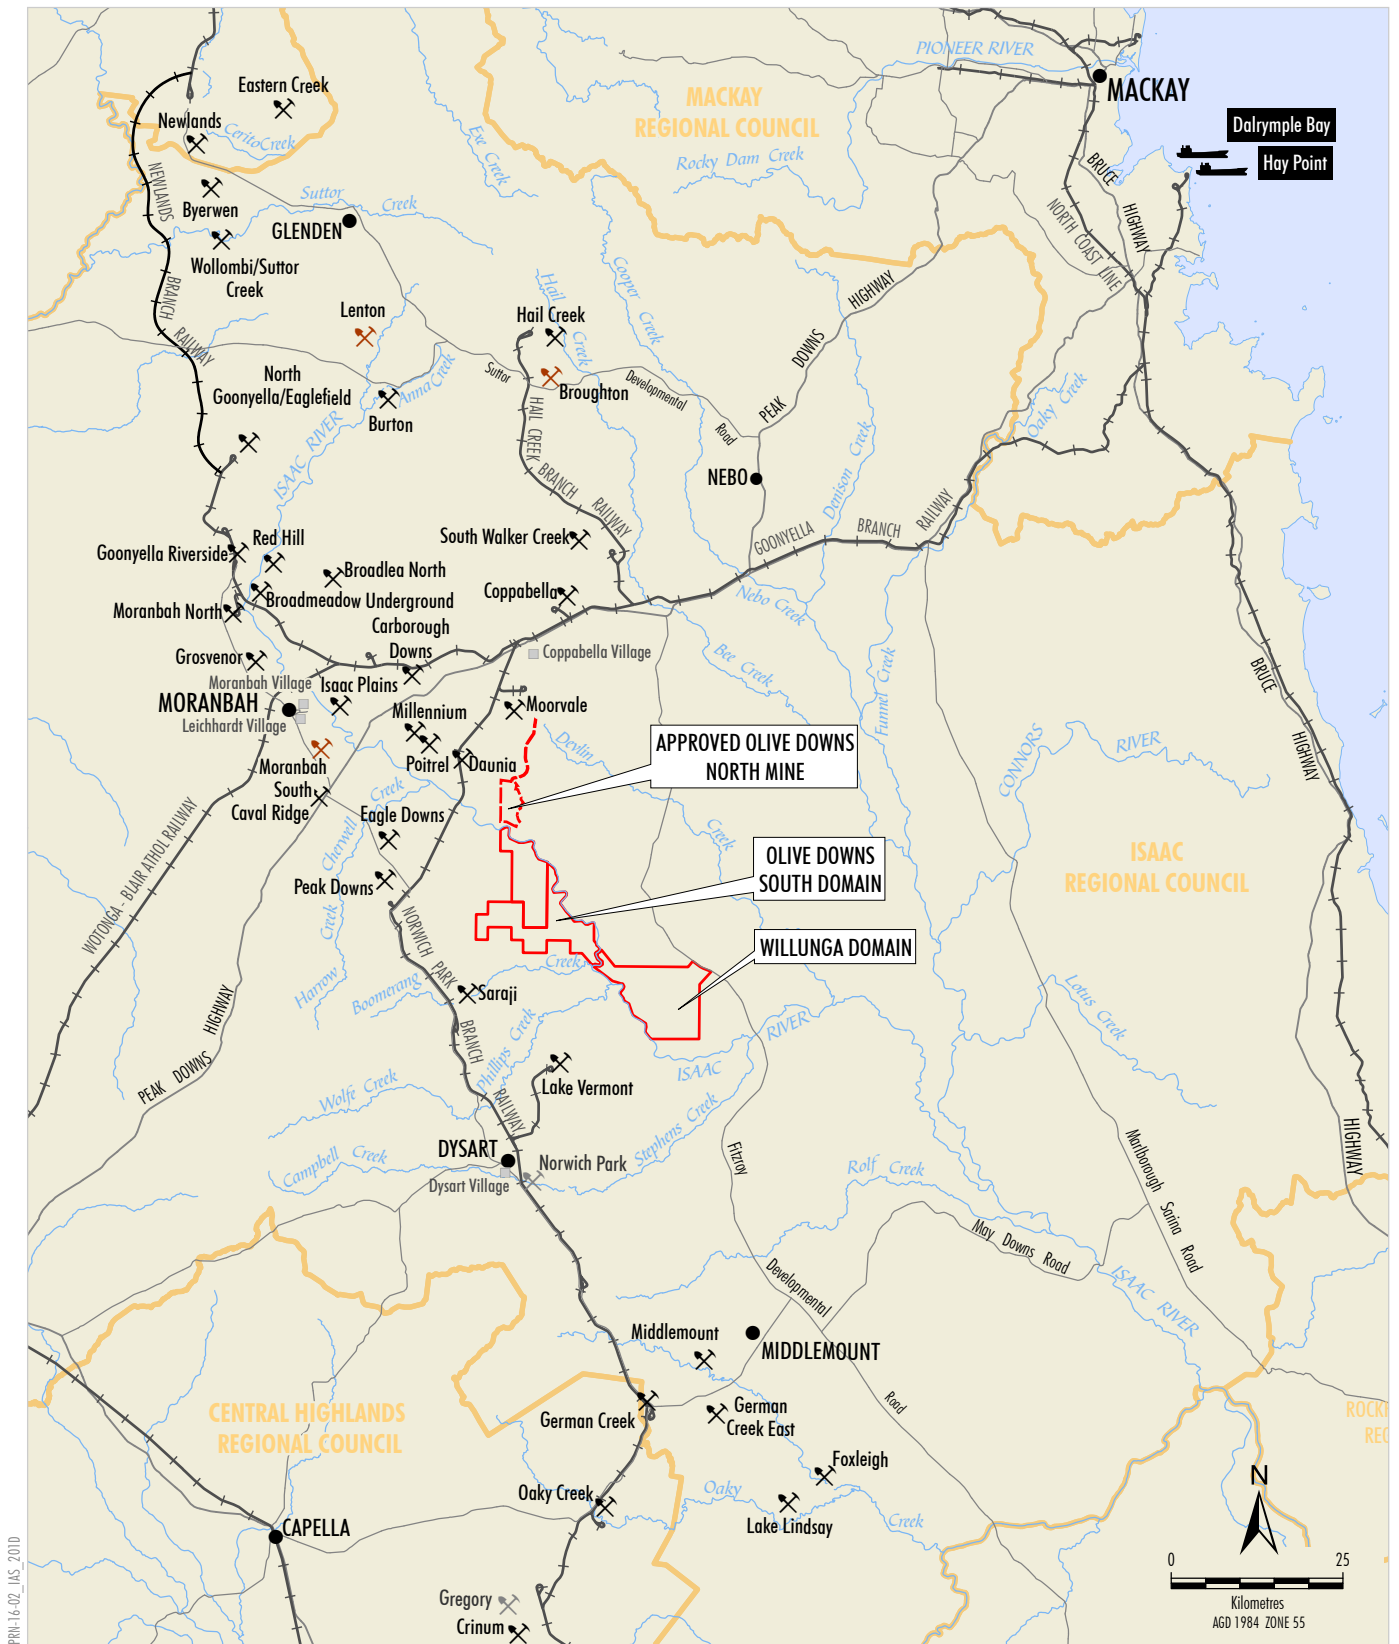 PIONEER RIVER
MACKAY
Eastern Creek
MACKAY
REGIONAL COUNCIL
Dalrymple Bay
Newlands
Cerito Creek
Exe Creek
Rocky Dam Creek
BRUCE
HIGHWAY
Hay Point
NEWLANDS
BRANCH
RAILWAY
Byerwen
Suttor
Creek
GLENDEN
NORTH COAST LINE
Wollombi/Suttor
Creek
Hail
Creek
Cooper Creek
PEAK
DOWNS
HIGHWAY
Lenton
Hail Creek
North
Goonyella/Eaglefield
Anna Creek
Suttor
Developmental
Road
Broughton
Burton
Oaky Creek
ISAAC RIVER
HAIL CREEK
BRANCH
RAILWAY
NEBO
Denison Creek
GOONYELLA
BRANCH
RAILWAY
Red Hill
South Walker Creek
Goonyella Riverside
Broadlea North
Coppabella
Broadmeadow Underground
Moranbah North
Nebo Creek
Carborough
Downs
Coppabella Village
Grosvenor
Bee Creek
Funnel Creek
BRUCE
HIGHWAY
Moranbah Village
Isaac Plains
MORANBAH
Leichhardt Village
Millennium
Moorvale
Devlin
Creek
CONNORS
RIVER
APPROVED OLIVE DOWNS
NORTH MINE
Poitrel
Daunia
Moranbah
South
Caval Ridge
Cherwell
Creek
Eagle Downs
WOTONGA - BLAIR ATHOL RAILWAY
OLIVE DOWNS
SOUTH DOMAIN
ISAAC
REGIONAL COUNCIL
Peak Downs
NORWICH
PARK
BRANCH
RAILWAY
WILLUNGA DOMAIN
Harrow
Creek
Boomerang
Creek
Saraji
Lotus Creek
PEAK DOWNS
HIGHWAY
Phillips Creek
ISAAC
RIVER
Lake Vermont
Wolfe Creek
Stephens Creek
HIGHWAY
DYSART
Campbell Creek
Norwich Park
Dysart Village
Fitzroy
Developmental
Road
Rolf Creek
Marlborough Sarina Road
May Downs Road
ISAAC RIVER
Middlemount
MIDDLEMOUNT
CENTRAL HIGHLANDS
REGIONAL COUNCIL
German Creek
German
Creek East
ROCK
REG
Foxleigh
Oaky Creek
Oaky
Creek
Lake Lindsay
CAPELLA
N
0
25
Kilometres
AGD 1984 ZONE 55
Gregory
Crinum
PRN-16-02_IAS_201D